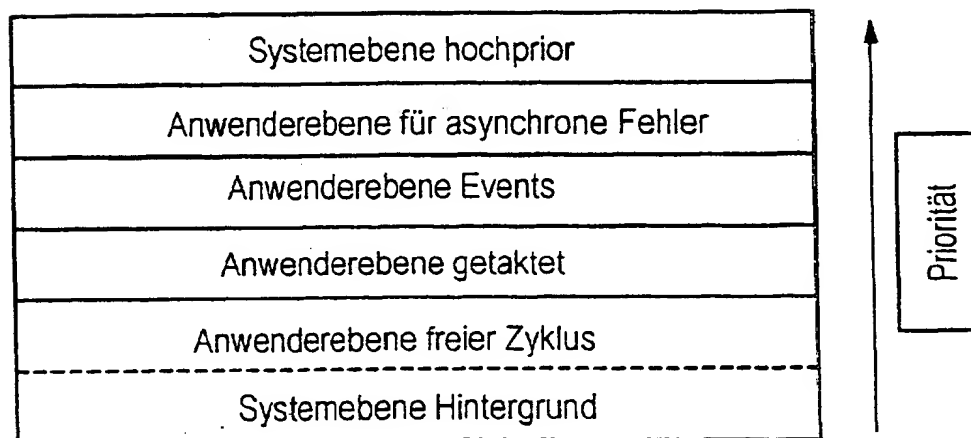 Systemebene hochprior
Anwenderebene für asynchrone Fehler
Anwenderebene Events
Anwenderebene getaktet
Anwenderebene freier Zyklus
Systemebene Hintergrund
Priorität